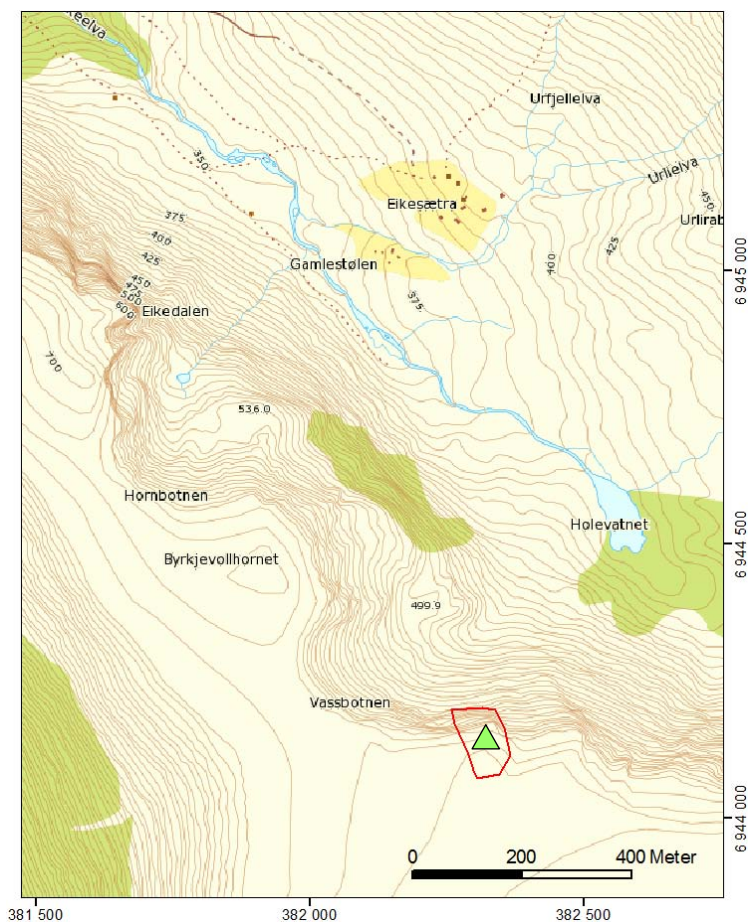 Urfjellelva
350
Urlielva
Eikesætra
450
375
Urlirab
400
425
400
425
Gamlestølen
6 945 000
450
475
500
600
Eikedalen
375
700
536.0
Hornbotnen
Holevatnet
6 944 500
Byrkjevollhornet
499.9
Vassbotnen
6 944 000
0 200 400 Meter
381 500 382 000 382 500